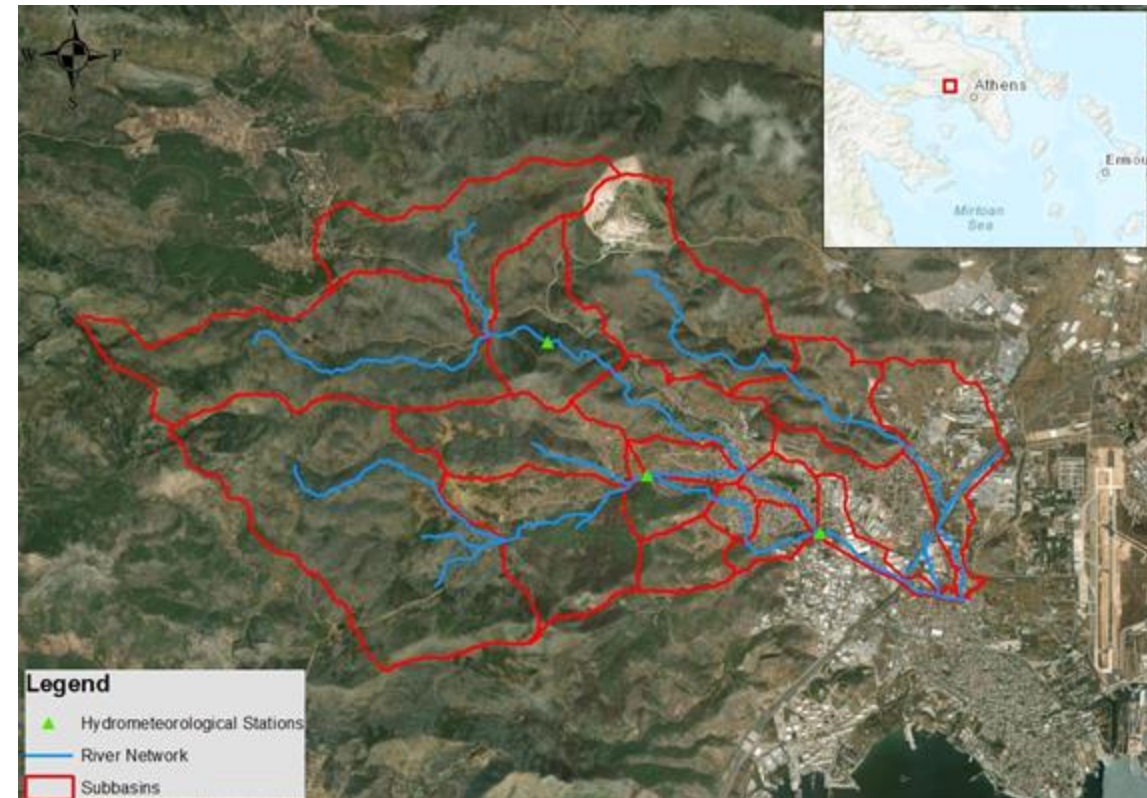 N
W
S
Athens
Ermou
Mirtoan
Sea
Legend
Hydrometeorological Stations
River Network
Subbasins